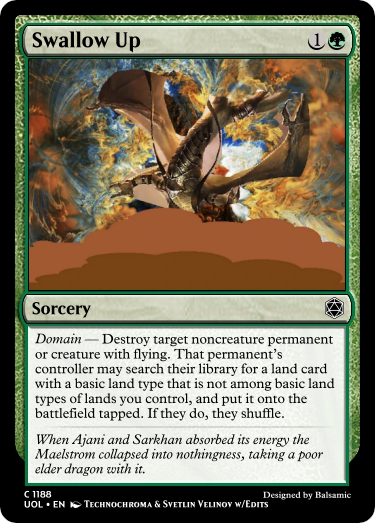 Swallow Up 1
Sorcery
Domain — Destroy target noncreature permanent
or creature with flying. That permanent's
controller may search their library for a land card
with a basic land type that is not among basic land
types of lands you control, and put it onto the
battlefield tapped. If they do, they shuffle.
When Ajani and Sarkhan absorbed its energy the
Maelstrom collapsed into nothingness, taking a poor
elder dragon with it.
C 1188
UOL • EN Technochroma & Svetlin Velinov w/Edits
Designed by Balsamic